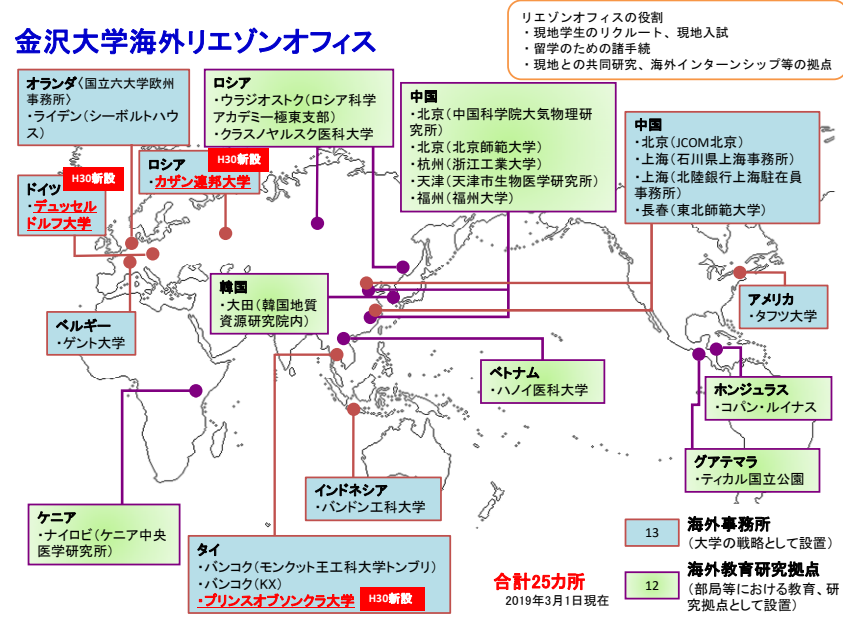 金沢大学海外リエゾンオフィス
リエゾンオフィスの役割
・現地学生のリクルート、現地入試
・留学のための諸手続
・現地との共同研究、海外インターンシップ等の拠点
オランダ〈国立六大学欧州
事務所〉
・ライデン(シーボルトハウ
ス)
ロシア
・ウラジオストク(ロシア科学
アカデミー極東支部)
・クラスノヤルスク医科大学
中国
・北京(中国科学院大気物理研
究所)
・北京(北京師範大学)
・杭州(浙江工業大学)
・天津(天津市生物医学研究所)
・福州(福州大学)
中国
・北京(JCOM北京)
・上海(石川県上海事務所)
・上海(北陸銀行上海駐在員
事務所)
・長春(東北師範大学)
ロシア
H30新設
・カザン連邦大学
ドイツ
H30新設
・デュッセル
ドルフ大学
韓国
・大田(韓国地質
資源研究院内)
アメリカ
・タフツ大学
ベルギー
・ゲント大学
ベトナム
・ハノイ医科大学
ホンジュラス
・コパン・ルイナス
グアテマラ
・ティカル国立公園
インドネシア
・バンドン工科大学
ケニア
・ナイロビ(ケニア中央
医学研究所)
タイ
・バンコク(モンクット王工科大学トンブリ)
・バンコク(KX)
・プリンスオブソンクラ大学
H30新設
合計25カ所
2019年3月1日現在
13
海外事務所
(大学の戦略として設置)
12
海外教育研究拠点
(部局等における教育、研
究拠点として設置)